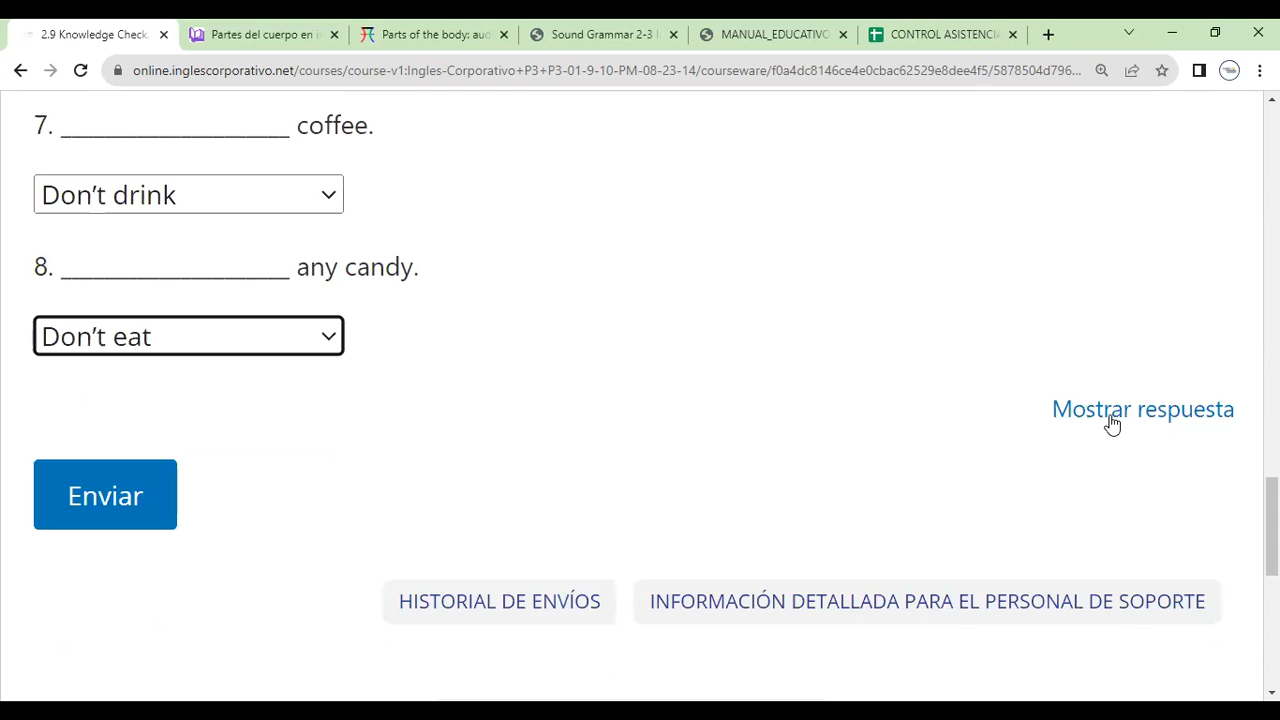 2.9 Knowledge Check.
Partes del cuerpo en i
Parts of the body: aud
Sound Grammar 2-3 I
MANUAL_EDUCATIVO
CONTROL ASISTENCIA
online.inglescorporativo.net/courses/course-v1:Ingles-Corporativo+P3+P3-01-9-10-PM-08-23-14/courseware/f0a4dc8146ce4e0cbac62529e8dee4f5/5878504d796...
7. ____________________ coffee.
Don’t drink
8. ____________________ any candy.
Don’t eat
Mostrar respuesta
Enviar
HISTORIAL DE ENVÍOS
INFORMACIÓN DETALLADA PARA EL PERSONAL DE SOPORTE